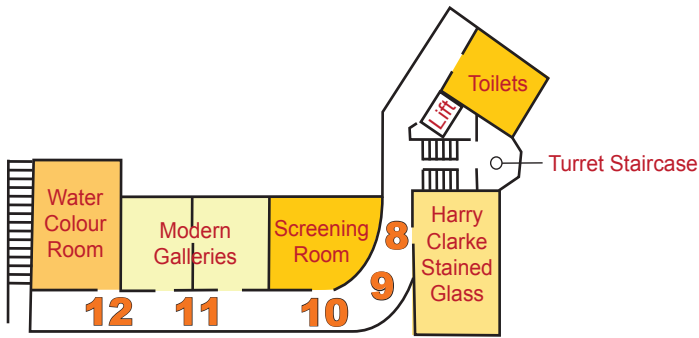 Toilets
Lift
Turret Staircase
Water
Colour
Room
Modern
Galleries
Screening
Room
Harry
Clarke
Stained
Glass
8
9
10
11
12